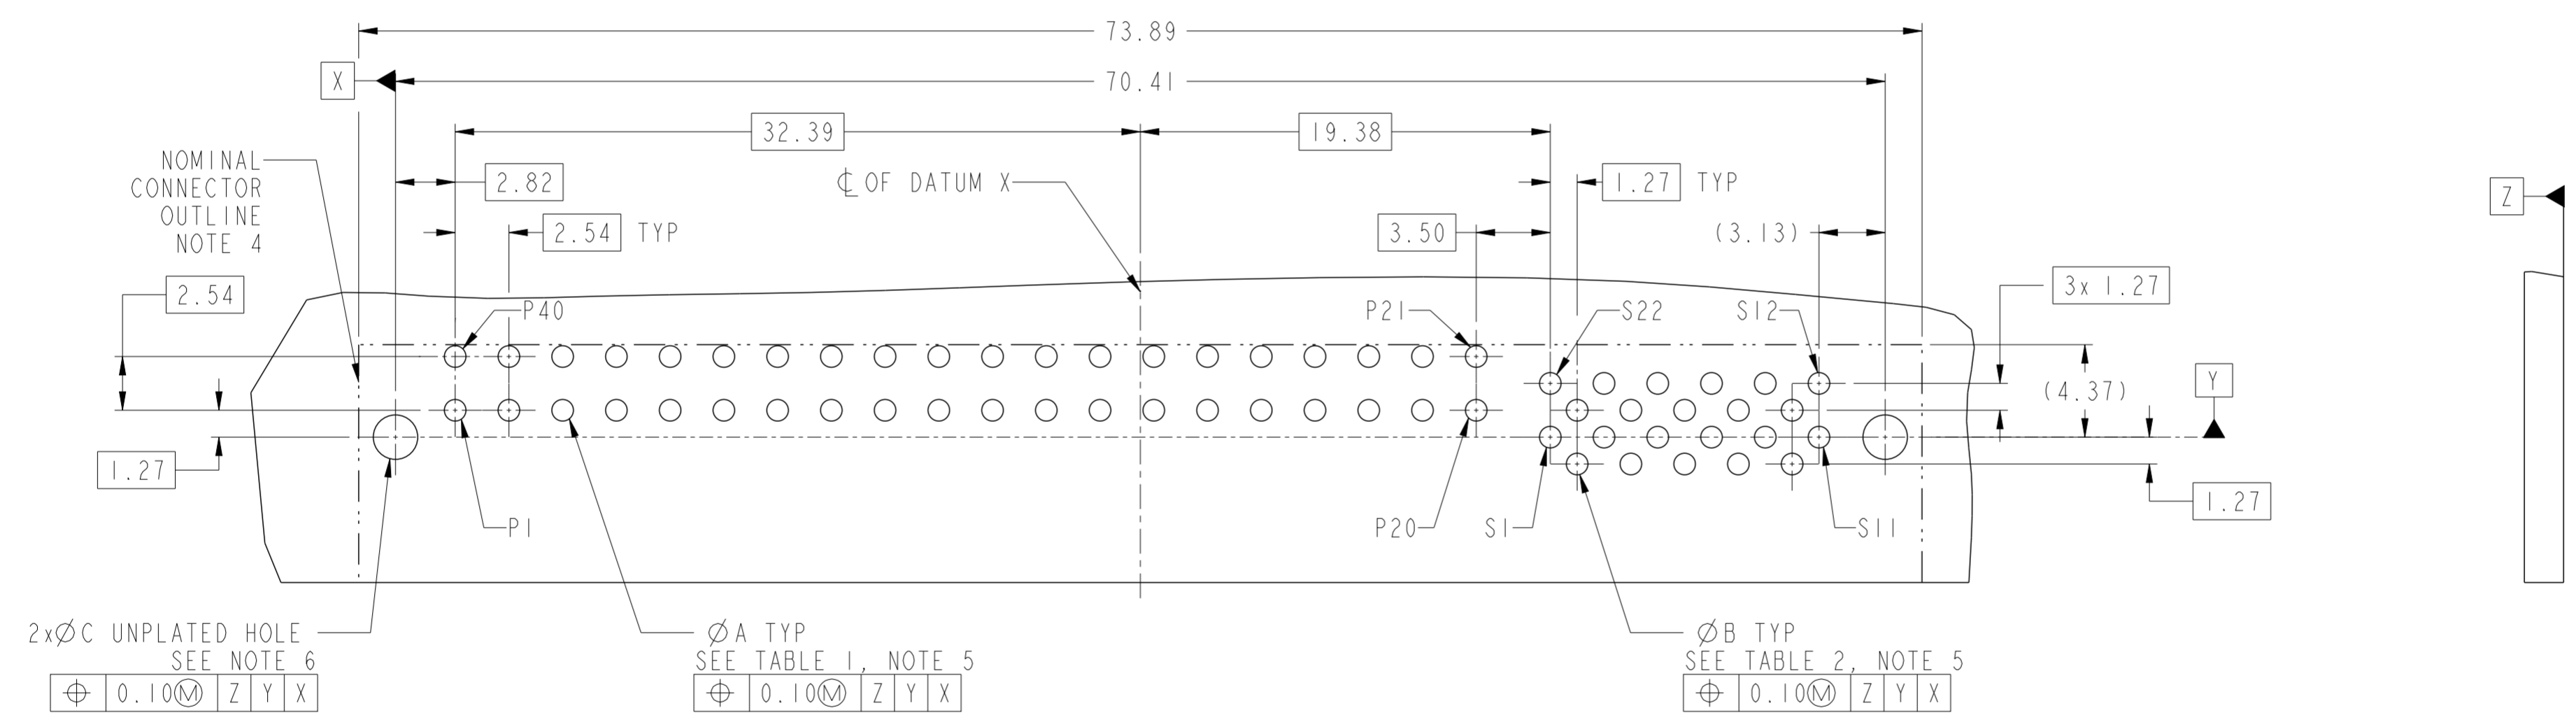 73.89
X
70.41
32.39
19.38
NOMINAL
CONNECTOR
OUTLINE
NOTE 4
2.82
℄ OF DATUM X
1.27 TYP
Z
2.54 TYP
3.50
(3.13)
2.54
3x 1.27
P40
P21
S22
S12
(4.37)
Y
1.27
1.27
P1
P20
S1
S11
2x∅C UNPLATED HOLE
SEE NOTE 6
⌖ 0.10Ⓜ Z Y X
∅A TYP
SEE TABLE 1, NOTE 5
⌖ 0.10Ⓜ Z Y X
∅B TYP
SEE TABLE 2, NOTE 5
⌖ 0.10Ⓜ Z Y X